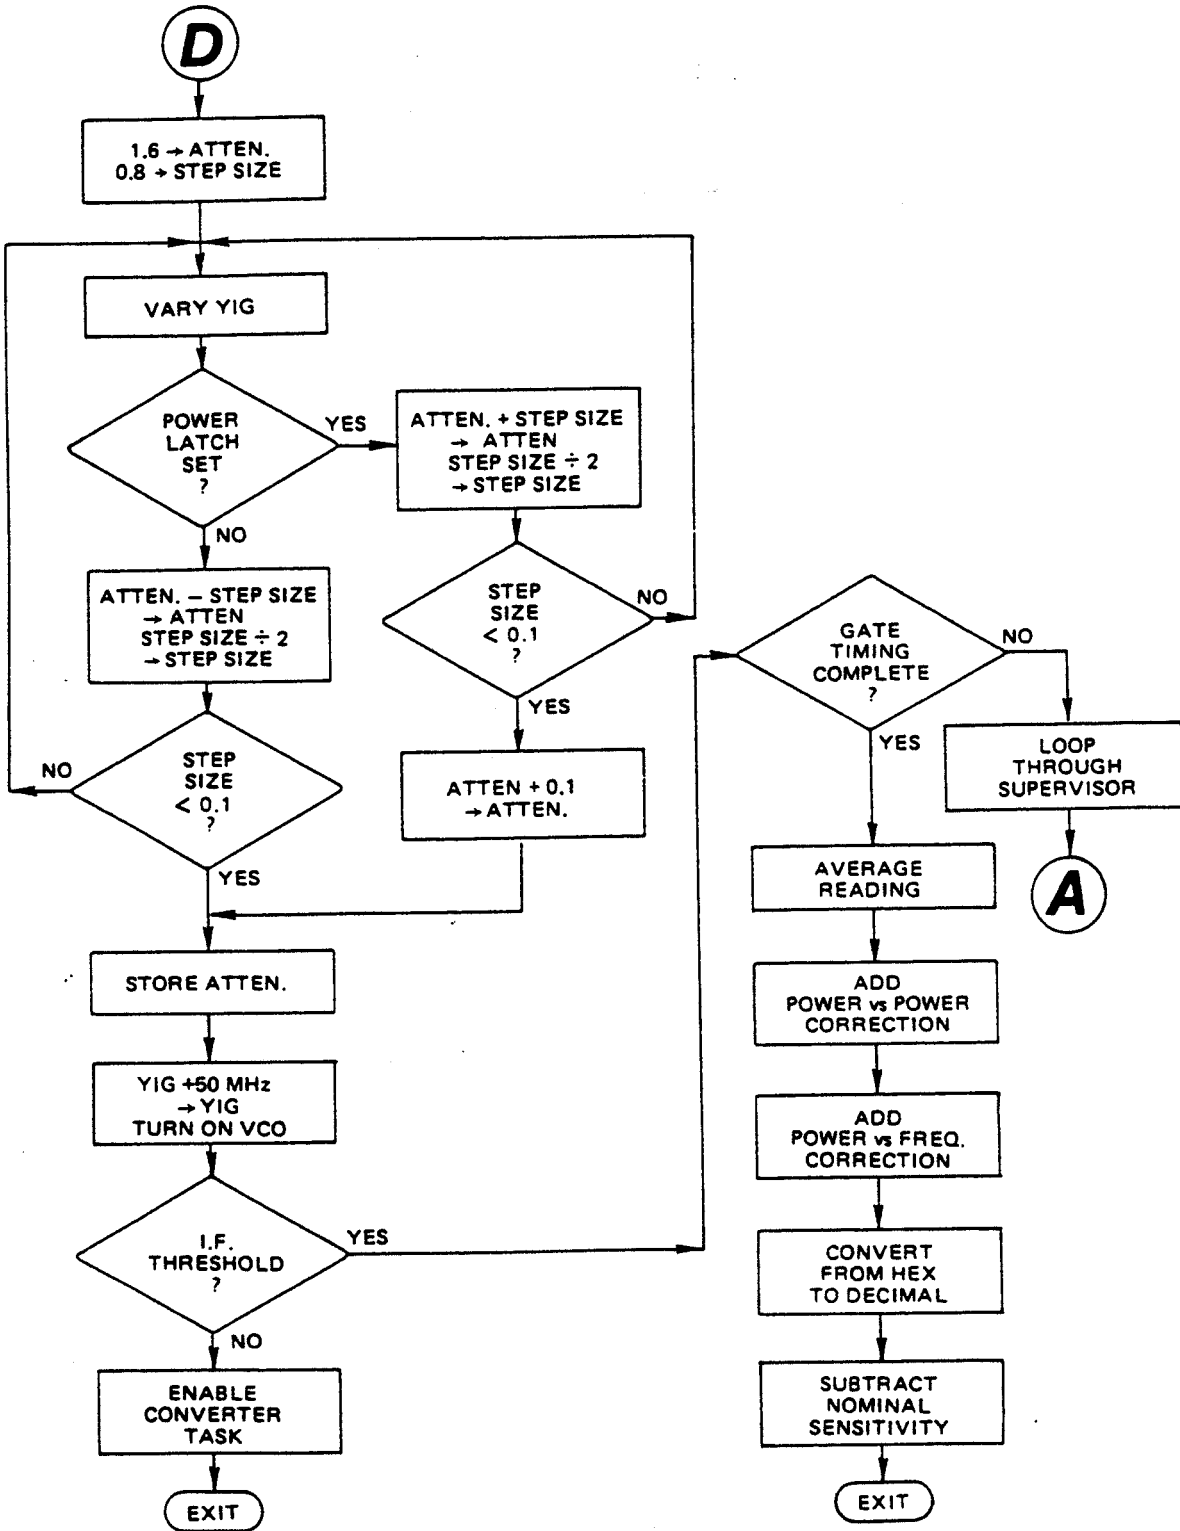 D
1.6 → ATTEN.
0.8 → STEP SIZE
VARY YIG
POWER
LATCH
SET
?
YES
NO
ATTEN. + STEP SIZE
→ ATTEN
STEP SIZE ÷ 2
→ STEP SIZE
ATTEN. – STEP SIZE
→ ATTEN
STEP SIZE ÷ 2
→ STEP SIZE
STEP
SIZE
< 0.1
?
NO
YES
STEP
SIZE
< 0.1
?
NO
YES
ATTEN + 0.1
→ ATTEN.
STORE ATTEN.
YIG +50 MHz
→ YIG
TURN ON VCO
I.F.
THRESHOLD
?
YES
NO
ENABLE
CONVERTER
TASK
EXIT
GATE
TIMING
COMPLETE
?
NO
YES
LOOP
THROUGH
SUPERVISOR
A
AVERAGE
READING
ADD
POWER vs POWER
CORRECTION
ADD
POWER vs FREQ.
CORRECTION
CONVERT
FROM HEX
TO DECIMAL
SUBTRACT
NOMINAL
SENSITIVITY
EXIT